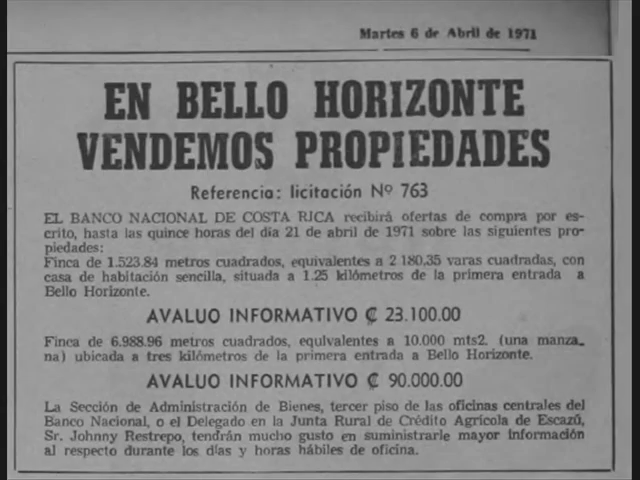 Martes 6 de Abril de 1971
EN BELLO HORIZONTE
VENDEMOS PROPIEDADES
Referencia: licitación Nº 763
EL BANCO NACIONAL DE COSTA RICA recibirá ofertas de compra por es-
crito, hasta las quince horas del día 21 de abril de 1971 sobre las siguientes pro-
piedades:
Finca de 1.523.84 metros cuadrados, equivalentes a 2 180,35 varas cuadradas, con
casa de habitación sencilla, situada a 1.25 kilómetros de la primera entrada a
Bello Horizonte.
AVALUO INFORMATIVO ₡ 23.100.00
Finca de 6.988.96 metros cuadrados, equivalentes a 10.000 mts2. (una manza_
na) ubicada a tres kilómetros de la primera entrada a Bello Horizonte.
AVALUO INFORMATIVO ₡ 90.000.00
La Sección de Administración de Bienes, tercer piso de las oficinas centrales del
Banco Nacional, o el Delegado en la Junta Rural de Crédito Agrícola de Escazú,
Sr. Johnny Restrepo, tendrán mucho gusto en suministrarle mayor información
al respecto durante los días y horas hábiles de oficina.